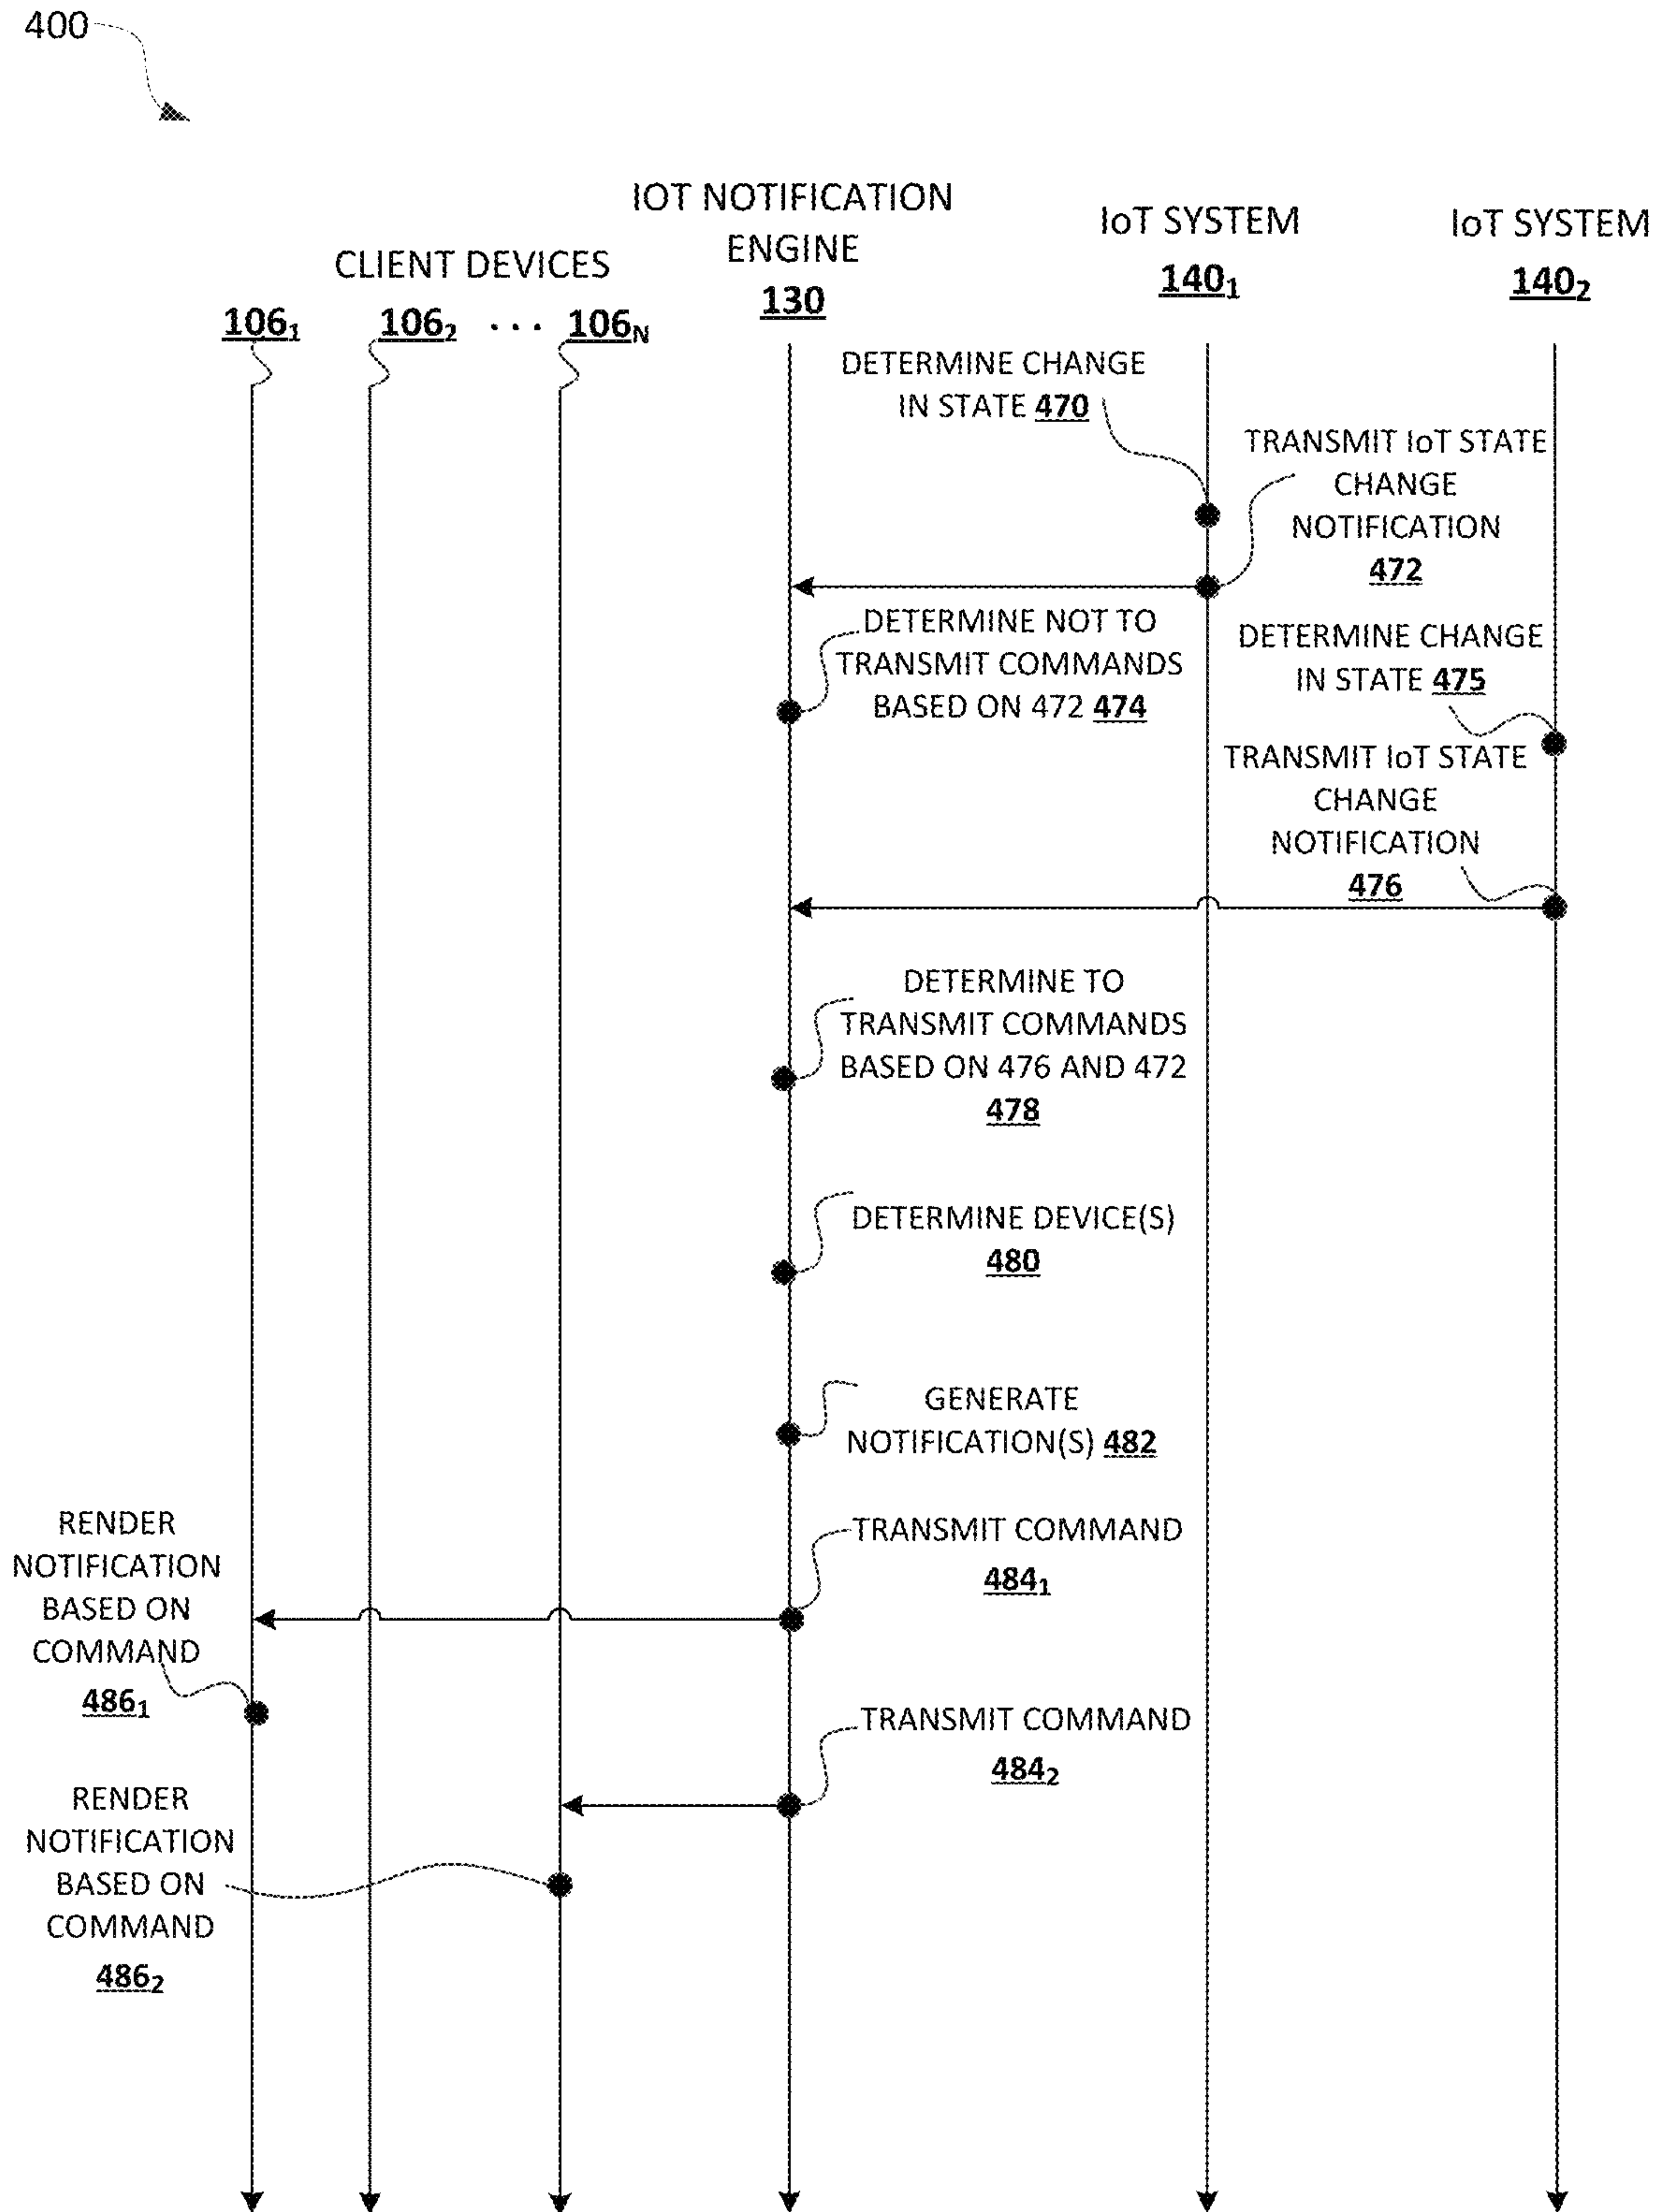 400
IOT NOTIFICATION
ENGINE
130
IoT SYSTEM
140₁
IoT SYSTEM
140₂
CLIENT DEVICES
106₁ 106₂ ... 106N
DETERMINE CHANGE
IN STATE 470
TRANSMIT IoT STATE
CHANGE
NOTIFICATION
472
DETERMINE NOT TO
TRANSMIT COMMANDS
BASED ON 472 474
DETERMINE CHANGE
IN STATE 475
TRANSMIT IoT STATE
CHANGE
NOTIFICATION
476
DETERMINE TO
TRANSMIT COMMANDS
BASED ON 476 AND 472
478
DETERMINE DEVICE(S)
480
GENERATE
NOTIFICATION(S) 482
TRANSMIT COMMAND
484₁
RENDER
NOTIFICATION
BASED ON
COMMAND
486₁
TRANSMIT COMMAND
484₂
RENDER
NOTIFICATION
BASED ON
COMMAND
486₂